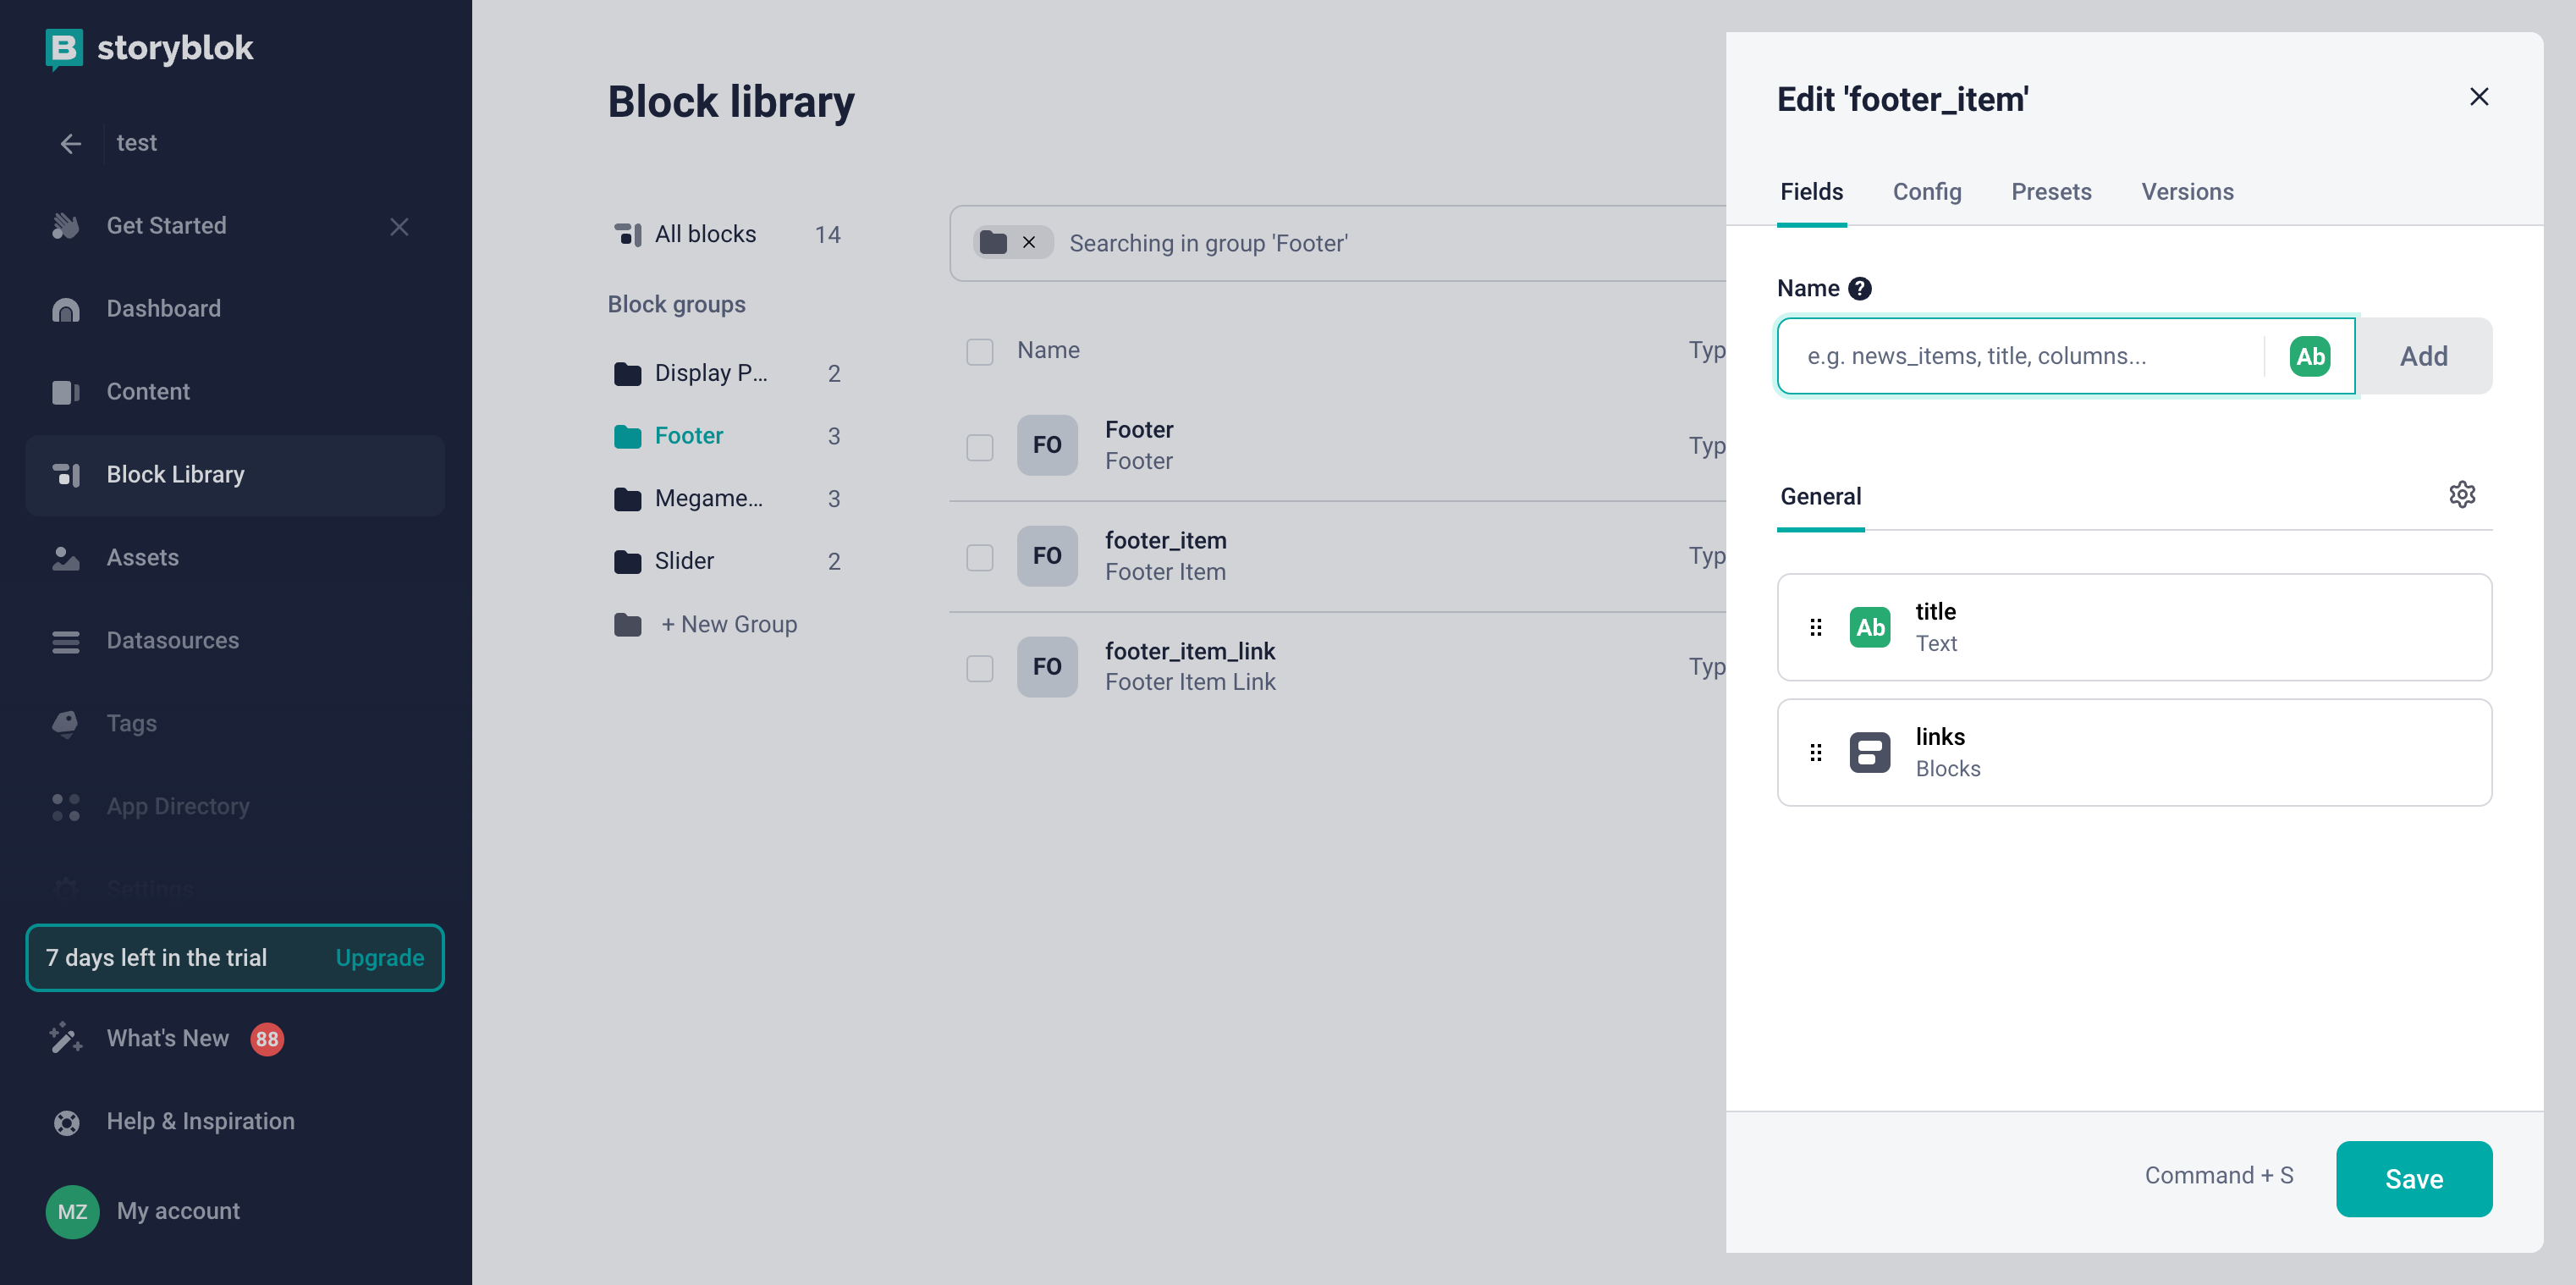 storyblok
test
Get Started
Dashboard
Content
Block Library
Assets
Datasources
Tags
App Directory
Settings
7 days left in the trial Upgrade
What's New 88
Help & Inspiration
MZ My account
Block library
All blocks 14
Block groups
Display P... 2
Footer 3
Megame... 3
Slider 2
+ New Group
Searching in group 'Footer'
Name Typ
FO Footer Typ
Footer
FO footer_item Typ
Footer Item
FO footer_item_link Typ
Footer Item Link
Edit 'footer_item'
Fields Config Presets Versions
Name ?
e.g. news_items, title, columns... Ab Add
General
Ab title
Text
links
Blocks
Command + S Save